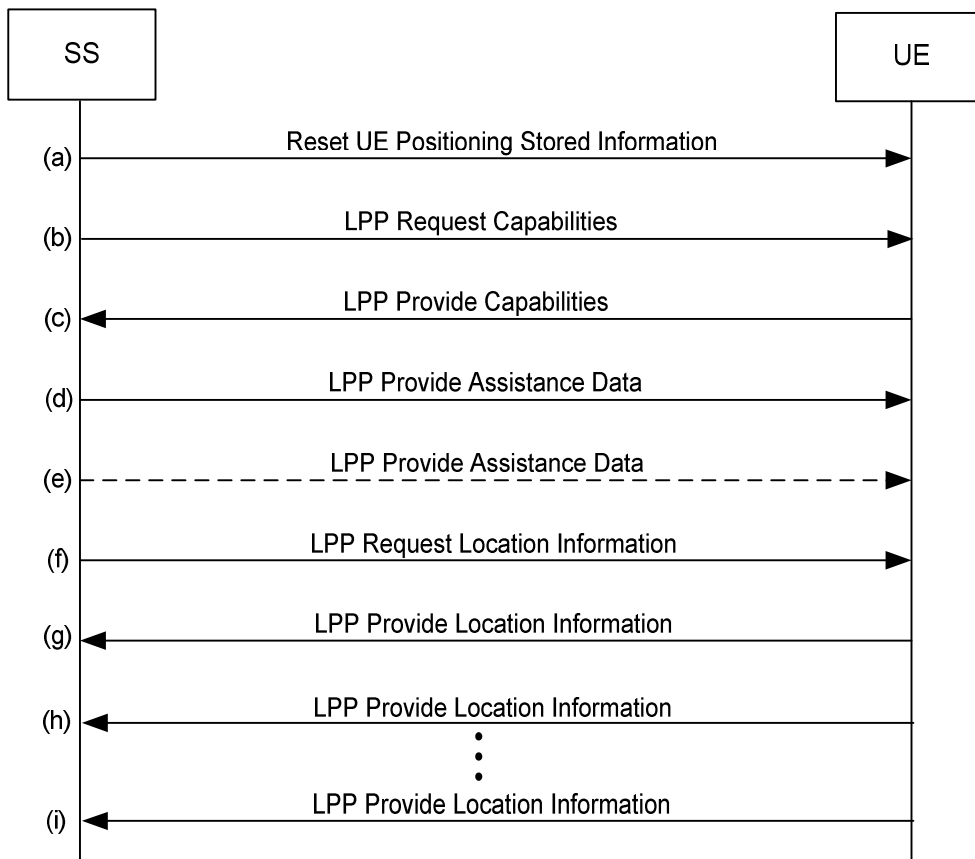 SS
UE
(a) Reset UE Positioning Stored Information
(b) LPP Request Capabilities
(c) LPP Provide Capabilities
(d) LPP Provide Assistance Data
(e) LPP Provide Assistance Data
(f) LPP Request Location Information
(g) LPP Provide Location Information
(h) LPP Provide Location Information
(i) LPP Provide Location Information